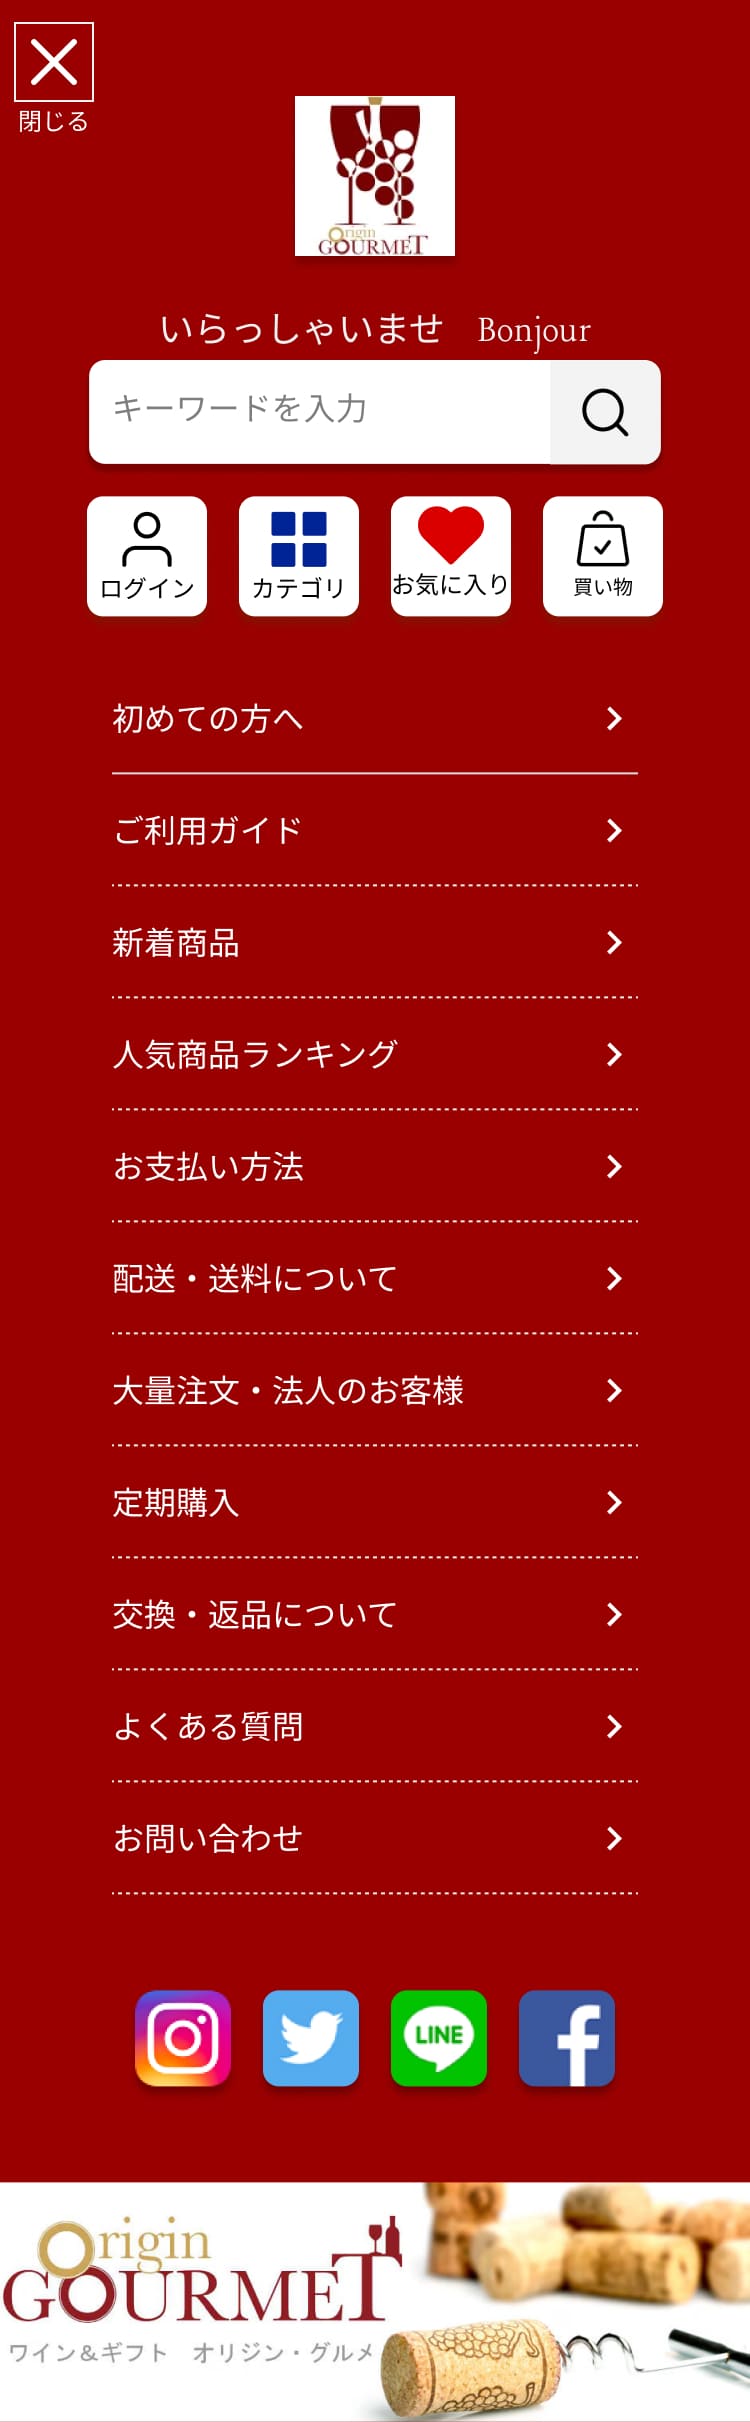 閉じる
Origin
GOURMET
いらっしゃいませ　Bonjour
キーワードを入力
ログイン
カテゴリ
お気に入り
買い物
初めての方へ
ご利用ガイド
新着商品
人気商品ランキング
お支払い方法
配送・送料について
大量注文・法人のお客様
定期購入
交換・返品について
よくある質問
お問い合わせ
LINE
Origin
GOURMET
ワイン＆ギフト　オリジン・グルメ